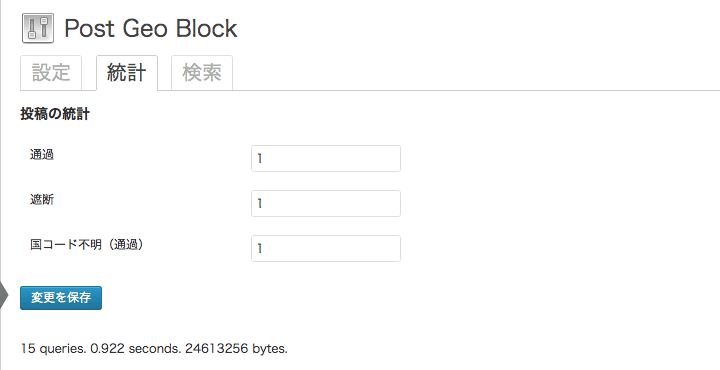 Post Geo Block
設定 統計 検索
投稿の統計
通過 1
遮断 1
国コード不明（通過） 1
変更を保存
15 queries. 0.922 seconds. 24613256 bytes.